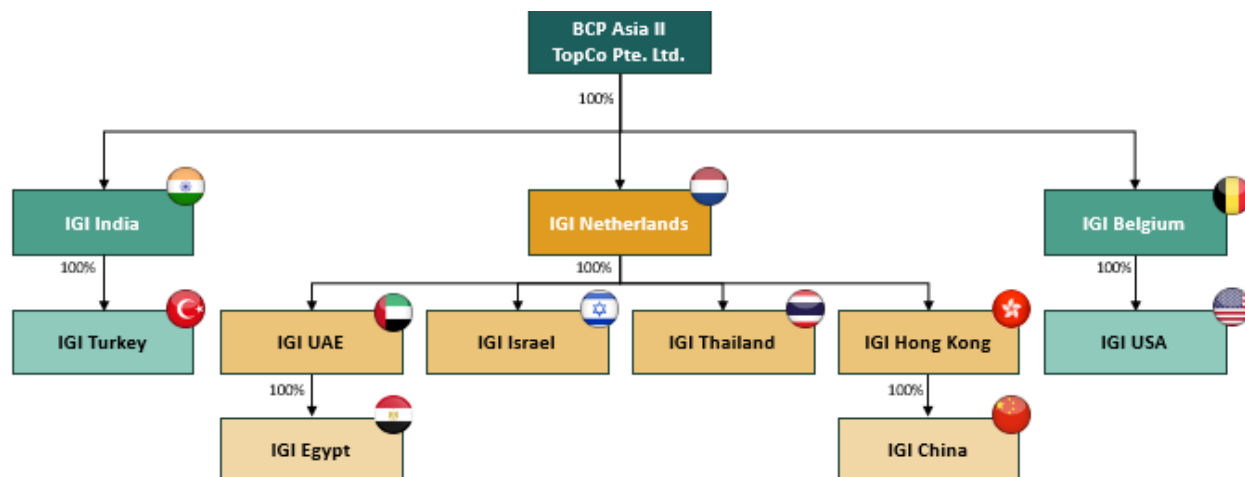 BCP Asia II
TopCo Pte. Ltd.
100%
IGI India
IGI Netherlands
IGI Belgium
100%
100%
100%
IGI Turkey
IGI UAE
IGI Israel
IGI Thailand
IGI Hong Kong
IGI USA
100%
100%
IGI Egypt
IGI China